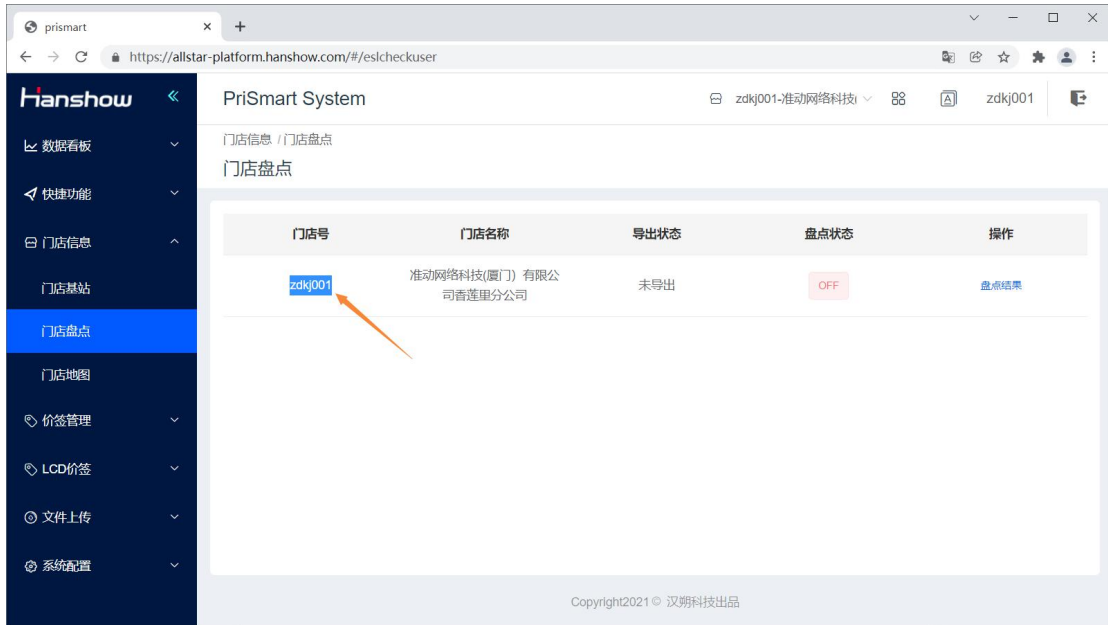 prismart
https://allstar-platform.hanshow.com/#/eslcheckuser
Hanshow
PriSmart System
zdkj001-准动网络科技(
zdkj001
数据看板
快捷功能
门店信息
门店基站
门店盘点
门店地图
价签管理
LCD价签
文件上传
系统配置
门店信息 / 门店盘点
门店盘点
门店号 门店名称 导出状态 盘点状态 操作
zdkj001 准动网络科技(厦门）有限公 未导出 OFF 盘点结果
司香莲里分公司
Copyright2021© 汉朔科技出品